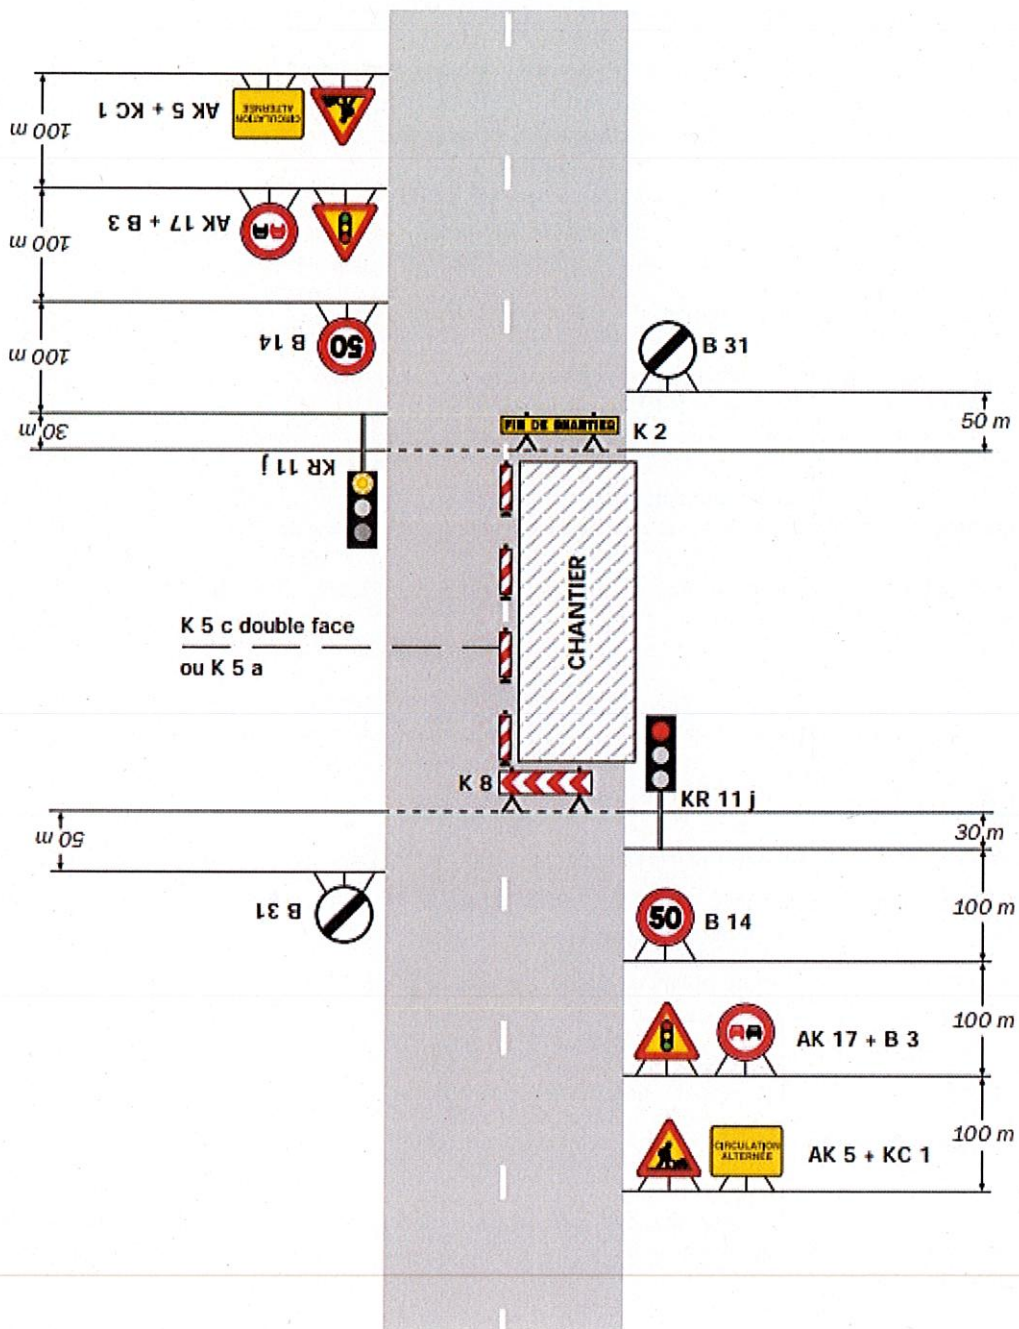 100 m
AK 5 + KC 1
CIRCULATION
ALTERNÉE
100 m
AK 17 + B 3
100 m
B 14
50
B 31
30 m
KR 11 j
FIN DE CHANTIER
K 2
50 m
CHANTIER
K 5 c double face
ou K 5 a
K 8
KR 11 j
50 m
30 m
B 31
50
B 14
100 m
AK 17 + B 3
100 m
CIRCULATION
ALTERNÉE
AK 5 + KC 1
100 m